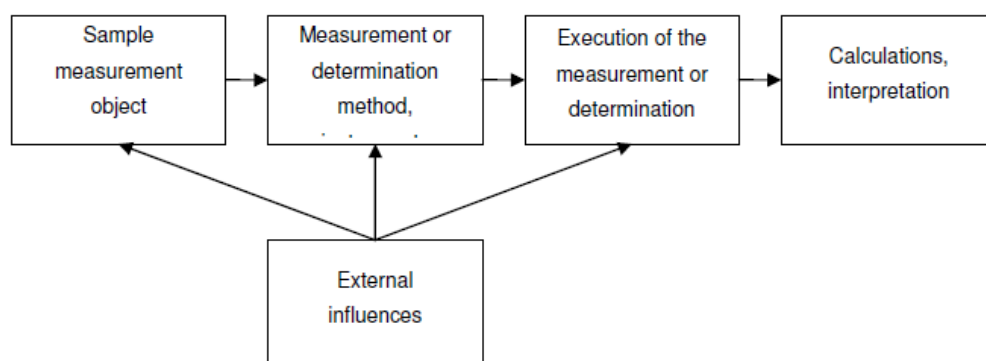 Sample
measurement
object
Measurement or
determination
method,
Execution of the
measurement or
determination
Calculations,
interpretation
External
influences